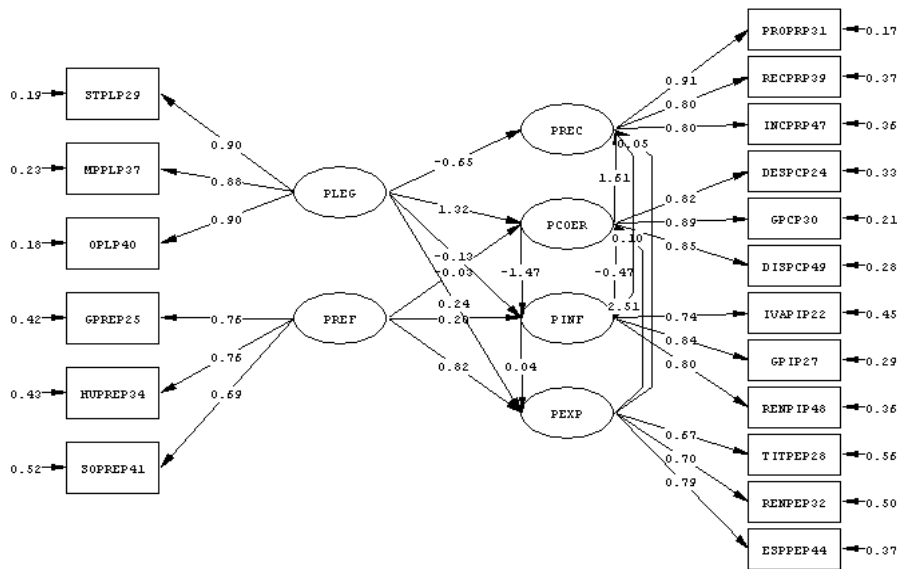 PROPRP31
0.17
RECPRP39
0.37
0.19
STPLP29
0.91
0.80
PREC
0.80
INCPRP47
0.36
0.90
0.05
MPPLP37
0.23
0.88
-0.65
1.51
DESPCP24
0.33
PLEG
0.82
0.90
1.32
PCOER
0.89
GPCP30
0.21
0.18
OPLP40
0.10
0.85
-0.13
-0.03
-1.47
-0.47
DISPCP49
0.28
0.24
2.51
0.42
GPREP25
0.76
PREF
0.20
PINF
0.74
IVAPIP22
0.45
0.84
0.76
0.82
0.04
GPIP27
0.29
0.80
0.43
HUPREP34
0.69
PEXP
RENPIP48
0.36
0.67
TITPEP28
0.56
0.52
SOPREP41
0.70
0.79
RENPEP32
0.50
ESPPEP44
0.37